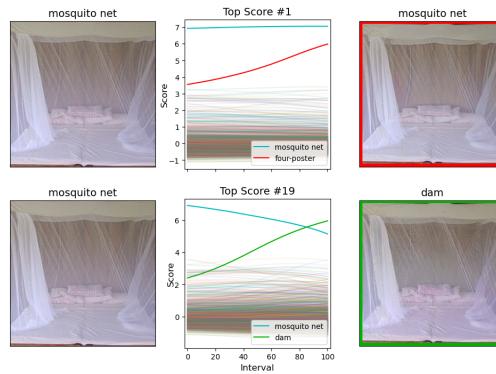 mosquito net
Top Score #1
mosquito net
7
6
5
4
3
2
1
0
−1
Score
mosquito net
four-poster
mosquito net
Top Score #19
dam
6
4
2
0
Score
mosquito net
dam
0 20 40 60 80 100
Interval